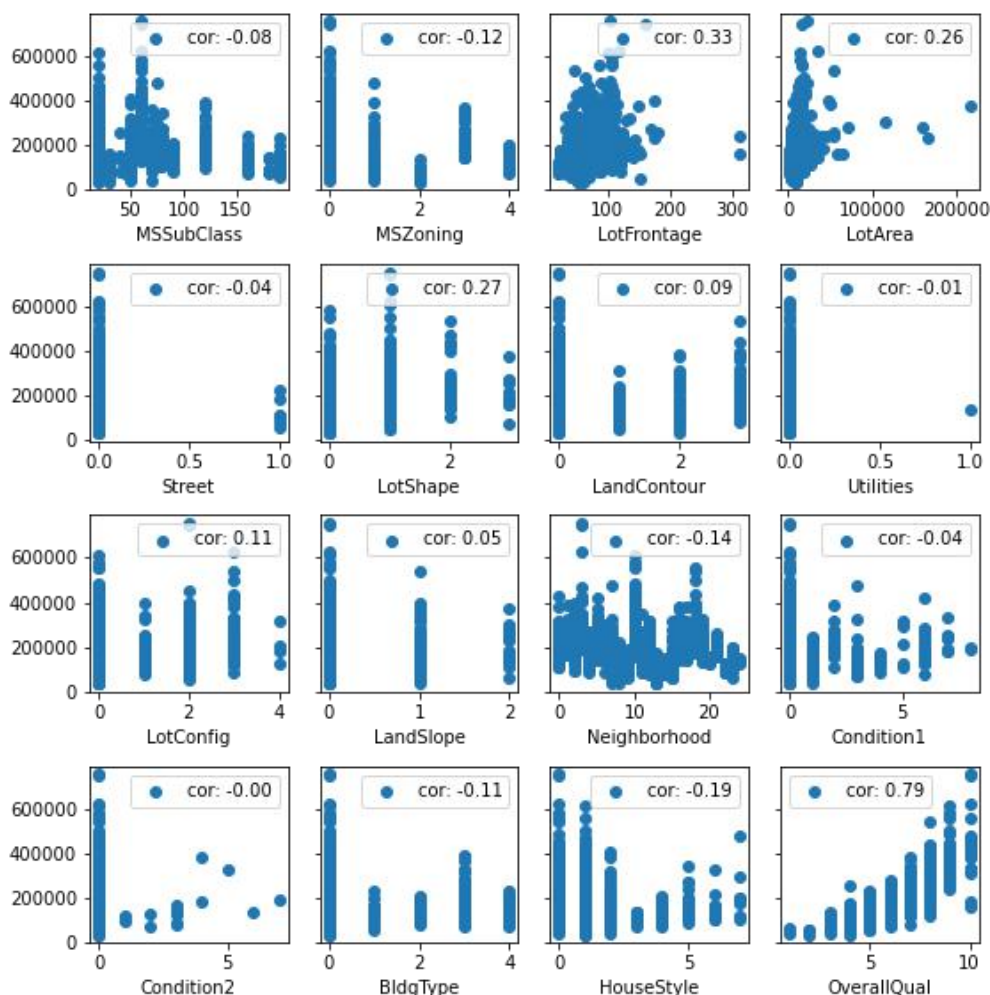 cor: -0.08 cor: -0.12 cor: 0.33 cor: 0.26
600000
400000
200000
0
50 100 150 0 2 4 100 200 300 0 100000 200000
MSSubClass MSZoning LotFrontage LotArea
cor: -0.04 cor: 0.27 cor: 0.09 cor: -0.01
600000
400000
200000
0
0.0 0.5 1.0 0 2 0 2 0.0 0.5 1.0
Street LotShape LandContour Utilities
cor: 0.11 cor: 0.05 cor: -0.14 cor: -0.04
600000
400000
200000
0
0 2 4 0 1 2 0 10 20 0 5
LotConfig LandSlope Neighborhood Condition1
cor: -0.00 cor: -0.11 cor: -0.19 cor: 0.79
600000
400000
200000
0
0 5 0 2 4 0 2 4 6 5 10
Condition2 BldgType HouseStyle OverallQual